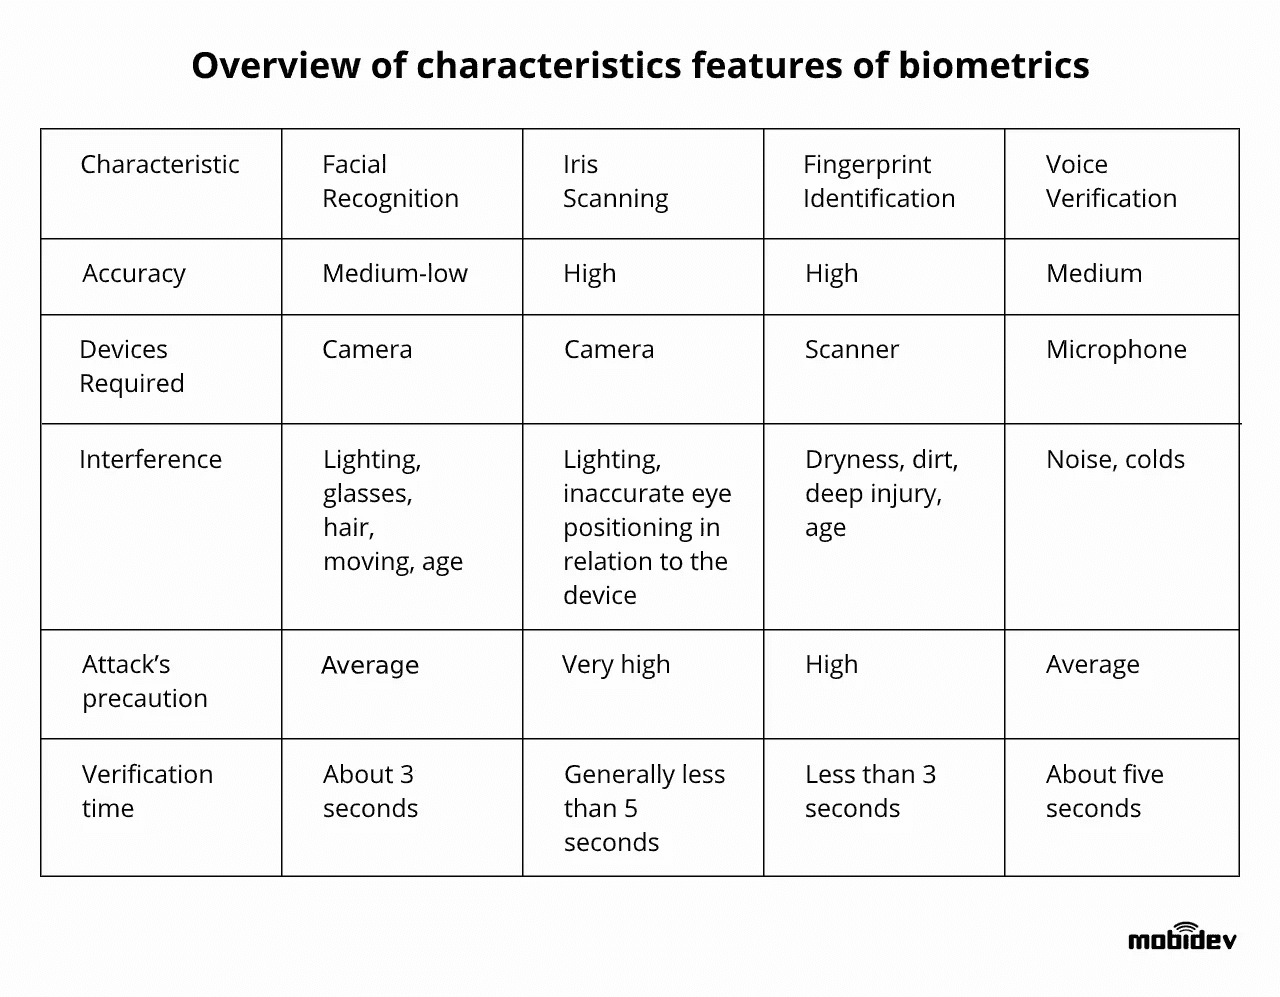 Overview of characteristics features of biometrics
Characteristic
Facial
Recognition
Iris
Scanning
Fingerprint
Identification
Voice
Verification
Accuracy
Medium-low
High
High
Medium
Devices
Required
Camera
Camera
Scanner
Microphone
Interference
Lighting,
glasses,
hair,
moving, age
Lighting,
inaccurate eye
positioning in
relation to the
device
Dryness, dirt,
deep injury,
age
Noise, colds
Attack’s
precaution
Average
Very high
High
Average
Verification
time
About 3
seconds
Generally less
than 5
seconds
Less than 3
seconds
About five
seconds
mobidev